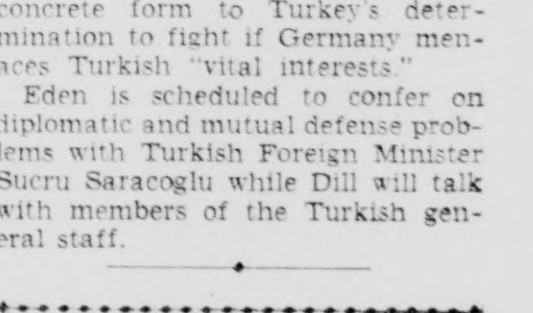 concrete form to Turkey's deter-
mination to fight if Germany men-
aces Turkish "vital interests."
Eden is scheduled to confer on
diplomatic and mutual defense prob-
lems with Turkish Foreign Minister
Sucru Saracoglu while Dill will talk
with members of the Turkish gen-
eral staff.